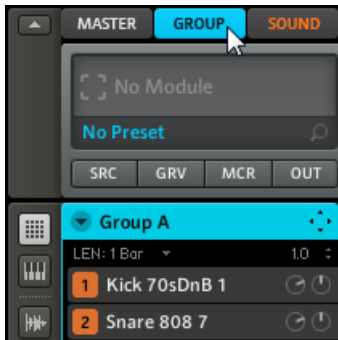 MASTER GROUP SOUND
No Module
No Preset
SRC GRV MCR OUT
Group A
LEN: 1 Bar 1.0
1 Kick 70sDnB 1
2 Snare 808 7